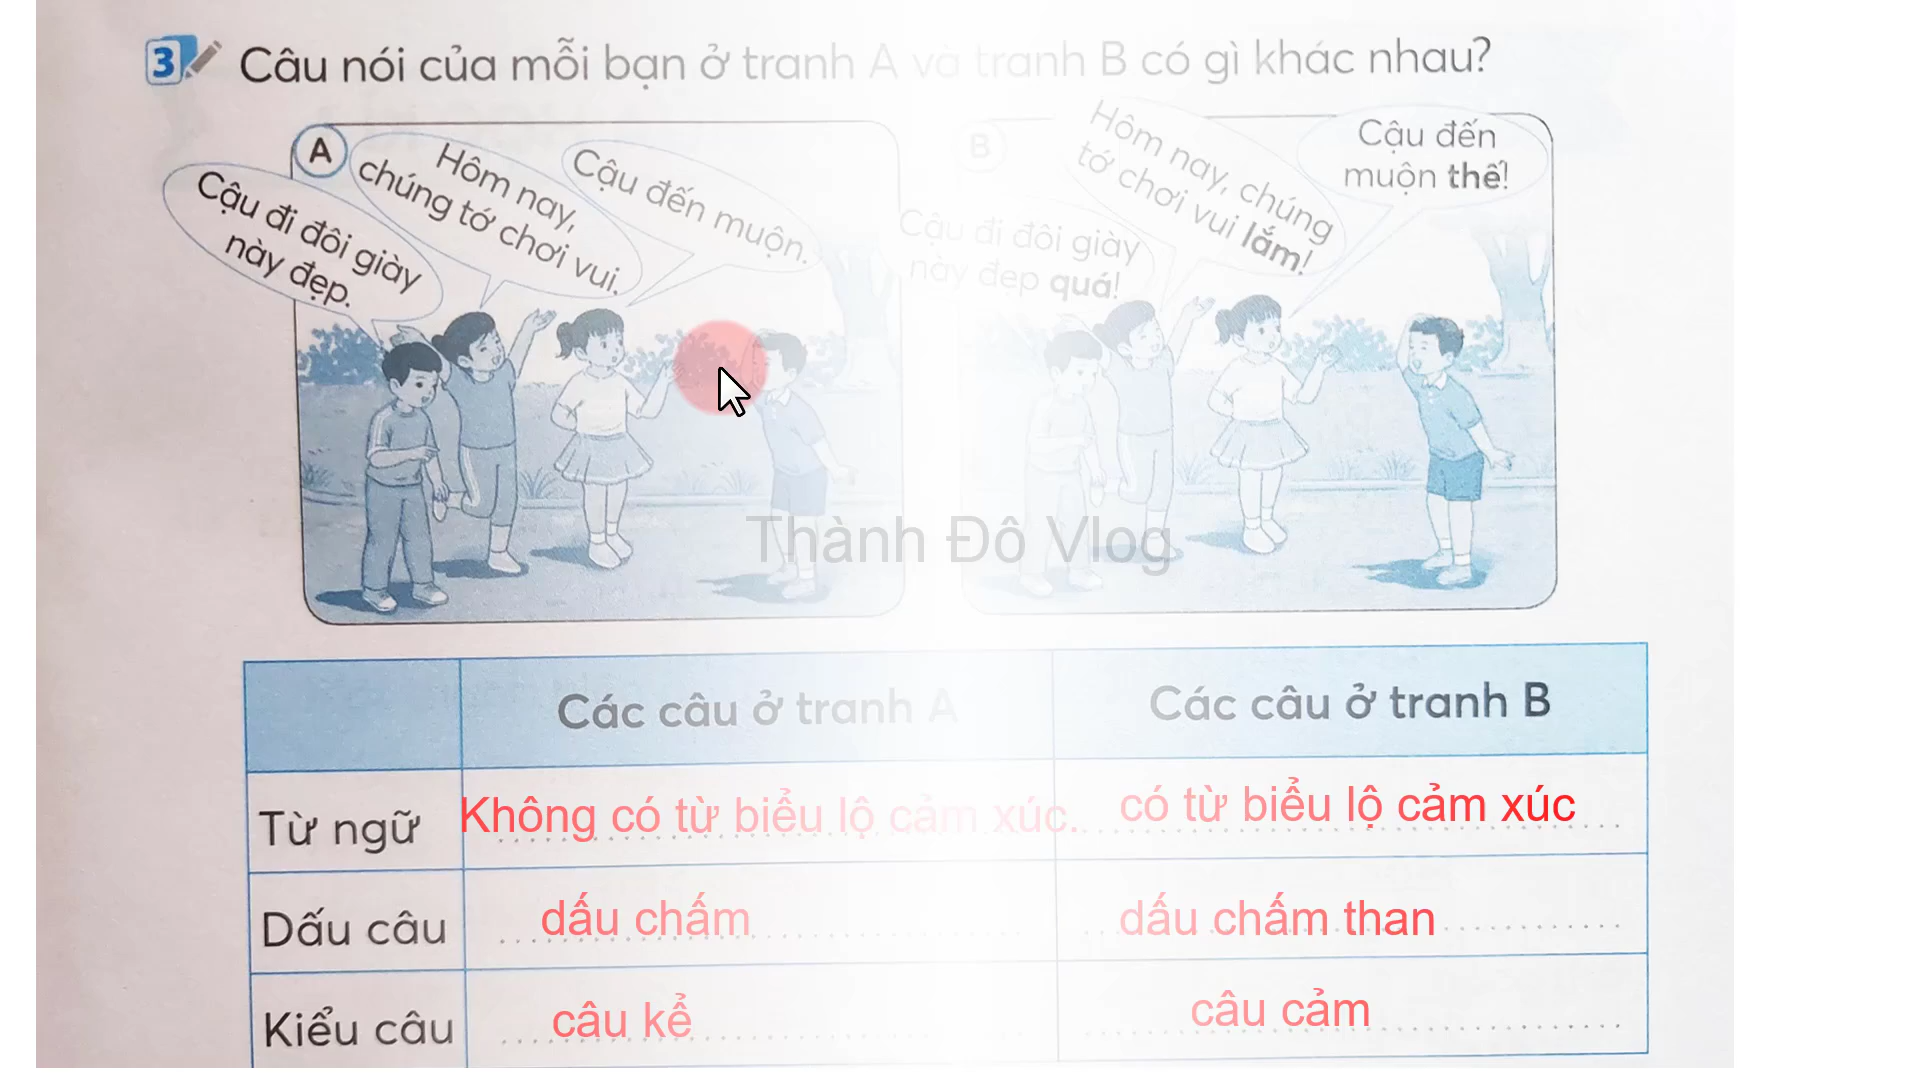 3 Câu nói của mỗi bạn ở tranh A và tranh B có gì khác nhau?
A
Cậu đi đôi giày
này đẹp.
Hôm nay,
chúng tớ chơi vui.
Cậu đến muộn.
B
Cậu đi đôi giày
này đẹp quá!
Hôm nay, chúng
tớ chơi vui lắm!
Cậu đến
muộn thế!
Thành Đô Vlog
Các câu ở tranh A Các câu ở tranh B
Từ ngữ Không có từ biểu lộ cảm xúc. có từ biểu lộ cảm xúc
Dấu câu dấu chấm dấu chấm than
Kiểu câu câu kể câu cảm